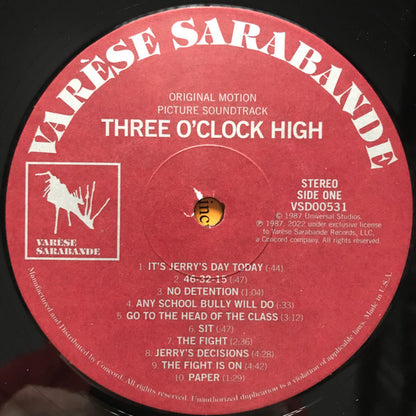 VARÈSE SARABANDE
ORIGINAL MOTION
PICTURE SOUNDTRACK
THREE O'CLOCK HIGH
STEREO
SIDE ONE
VSD00531
© 1987 Universal Studios.
℗ 1987, 2022 under exclusive license
to Varèse Sarabande Records, LLC,
a Concord company. All rights reserved.
VARÈSE
SARABANDE
inc
1. IT'S JERRY'S DAY TODAY (:44)
2. 46-32-15 (:47)
3. NO DETENTION (1:04)
4. ANY SCHOOL BULLY WILL DO (:33)
5. GO TO THE HEAD OF THE CLASS (3:12)
6. SIT (:47)
7. THE FIGHT (2:36)
8. JERRY'S DECISIONS (4:28)
9. THE FIGHT IS ON (4:42)
10. PAPER (1:29)
Manufactured and Distributed by Concord. All rights reserved. Unauthorized duplication is a violation of applicable laws. Made in U.S.A.